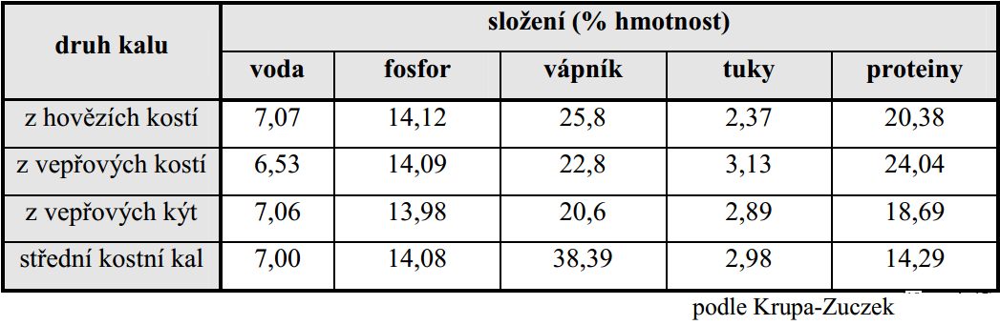 druh kalu složení (% hmotnost)
voda fosfor vápník tuky proteiny
z hovězích kostí 7,07 14,12 25,8 2,37 20,38
z vepřových kostí 6,53 14,09 22,8 3,13 24,04
z vepřových kýt 7,06 13,98 20,6 2,89 18,69
střední kostní kal 7,00 14,08 38,39 2,98 14,29
podle Krupa-Zuczek